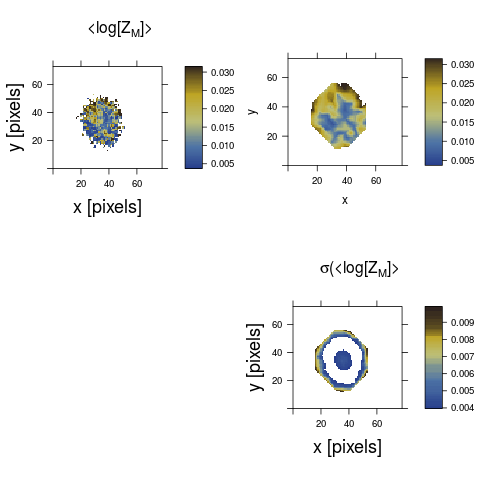 <log[Z_M]>
60
40
20
20 40 60
y [pixels]
x [pixels]
0.030
0.025
0.020
0.015
0.010
0.005
60
40
20
20 40 60
y
x
0.030
0.025
0.020
0.015
0.010
0.005
σ(<log[Z_M]>
60
40
20
20 40 60
y [pixels]
x [pixels]
0.009
0.008
0.007
0.006
0.005
0.004